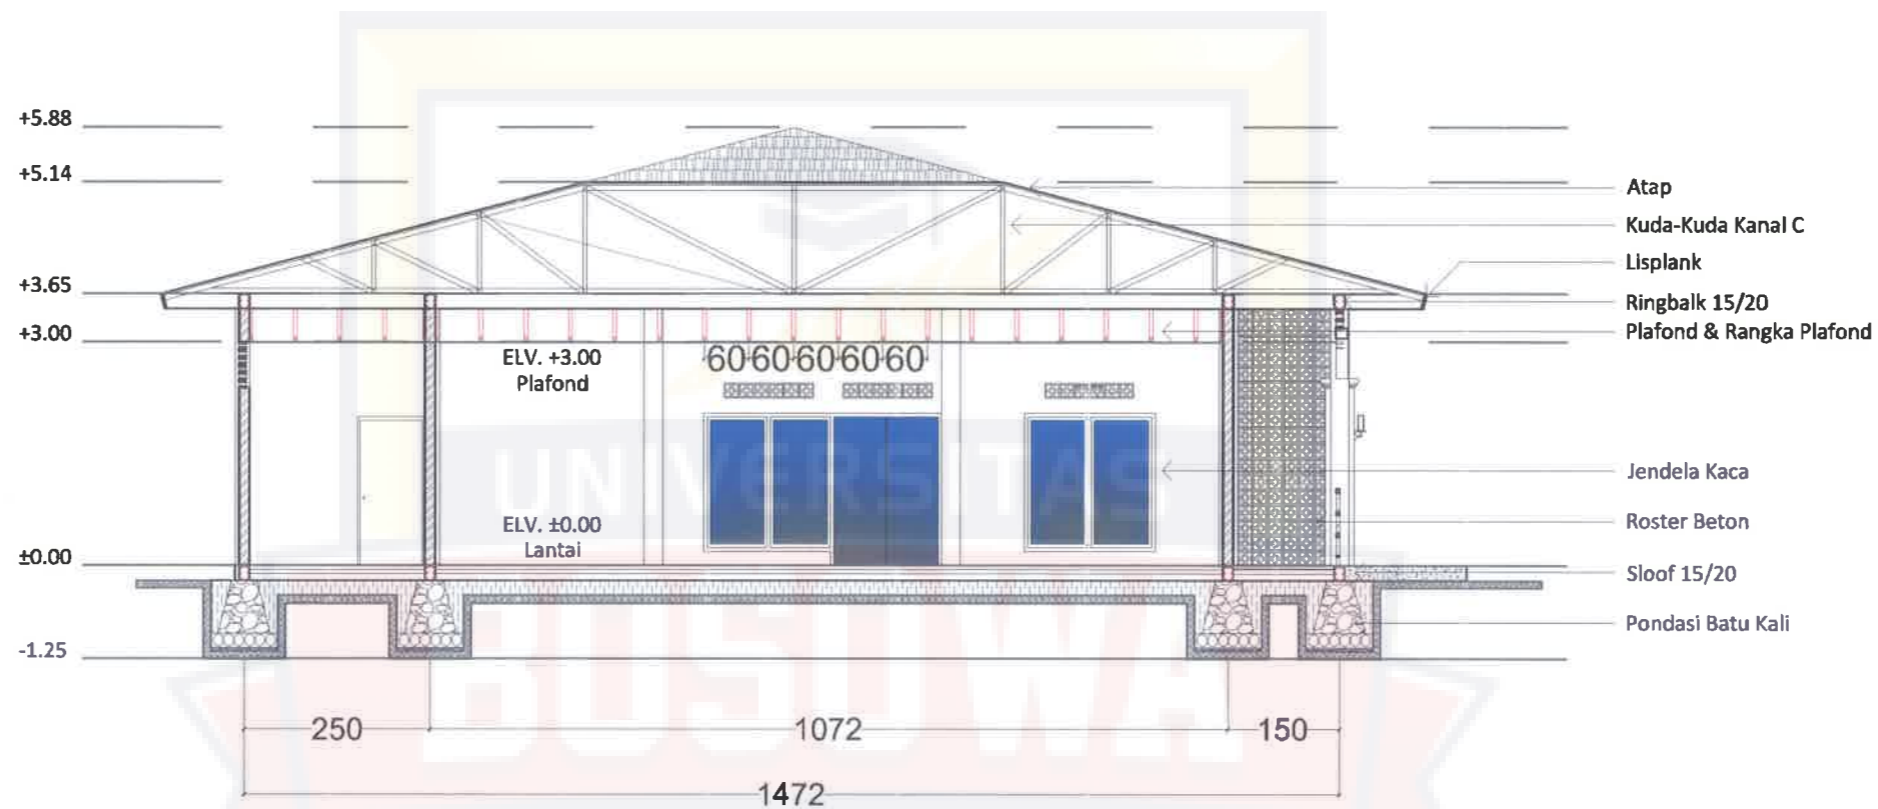 +5.88
+5.14
Atap
Kuda-Kuda Kanal C
Lisplank
+3.65
Ringbalk 15/20
+3.00
Plafond & Rangka Plafond
ELV. +3.00
Plafond
60 60 60 60 60
UNIVERSITAS
Jendela Kaca
ELV. ±0.00
Lantai
Roster Beton
±0.00
Sloof 15/20
Pondasi Batu Kali
-1.25
BOSOWA
250
1072
150
1472